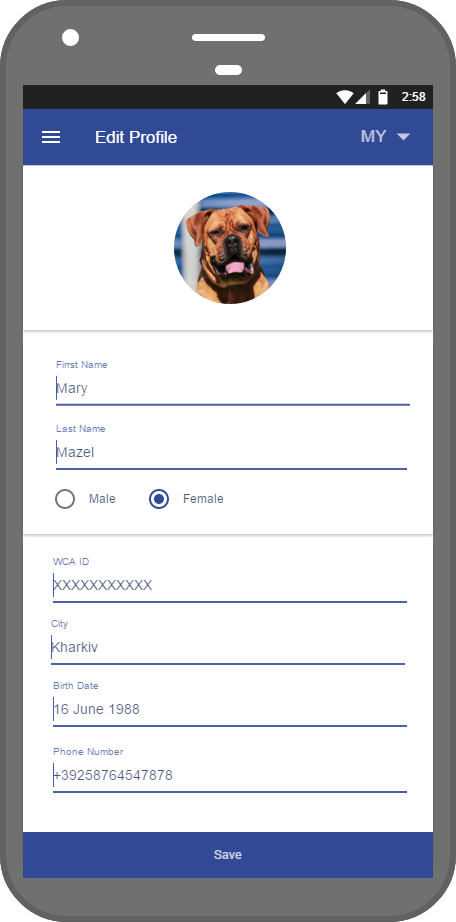 2:58
Edit Profile MY
Firrst Name
Mary
Last Name
Mazel
Male Female
WCA ID
XXXXXXXXXXX
City
Kharkiv
Birth Date
16 June 1988
Phone Number
+39258764547878
Save